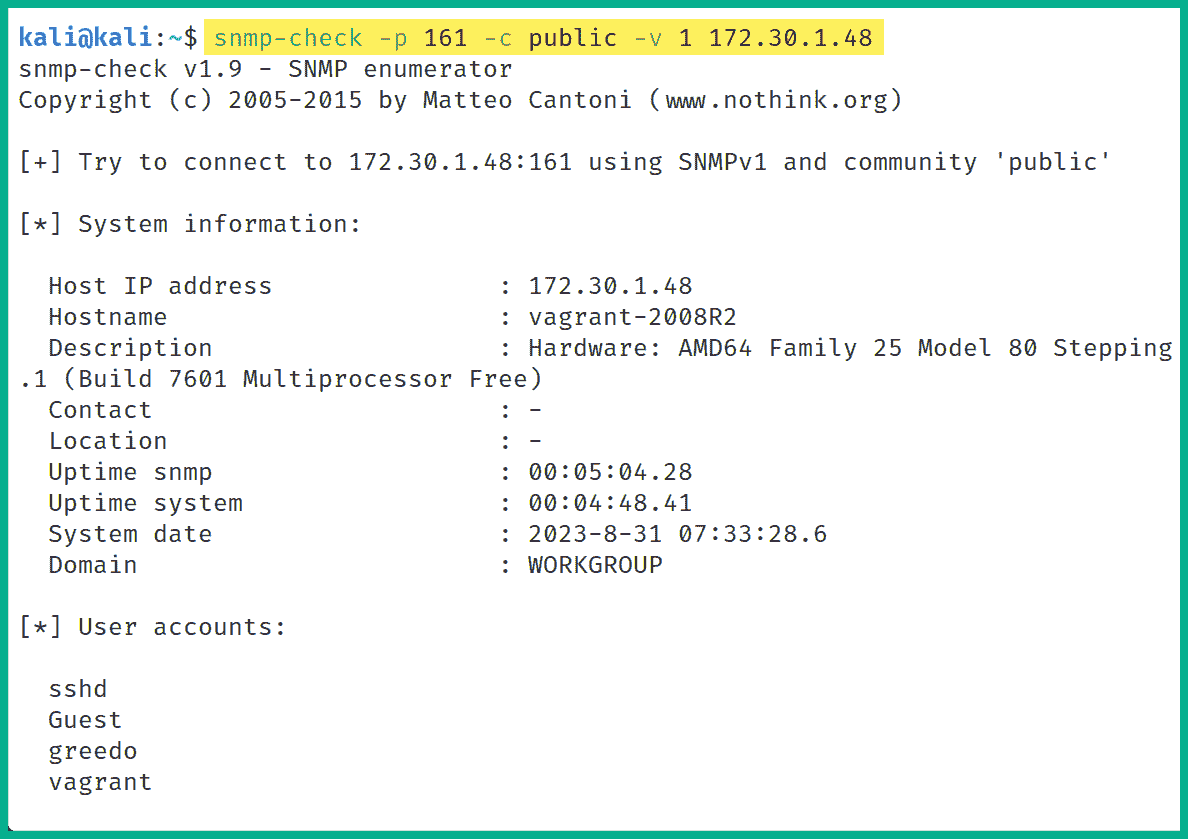 kali@kali:~$ snmp-check -p 161 -c public -v 1 172.30.1.48
snmp-check v1.9 - SNMP enumerator
Copyright (c) 2005-2015 by Matteo Cantoni (www.nothink.org)
[+] Try to connect to 172.30.1.48:161 using SNMPv1 and community 'public'
[*] System information:
Host IP address : 172.30.1.48
Hostname : vagrant-2008R2
Description : Hardware: AMD64 Family 25 Model 80 Stepping
.1 (Build 7601 Multiprocessor Free)
Contact : -
Location : -
Uptime snmp : 00:05:04.28
Uptime system : 00:04:48.41
System date : 2023-8-31 07:33:28.6
Domain : WORKGROUP
[*] User accounts:
sshd
Guest
greedo
vagrant